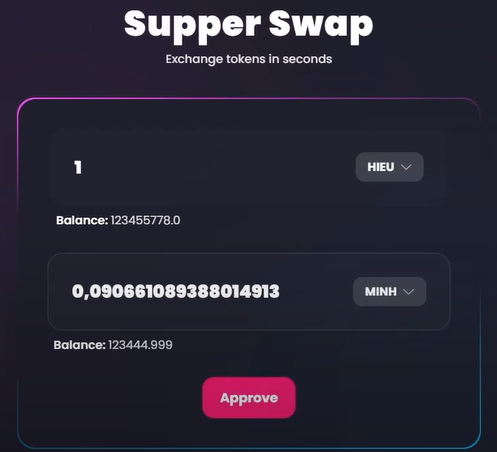 Supper Swap
Exchange tokens in seconds
1
HIEU
Balance: 123455778.0
0,090661089388014913
MINH
Balance: 123444.999
Approve